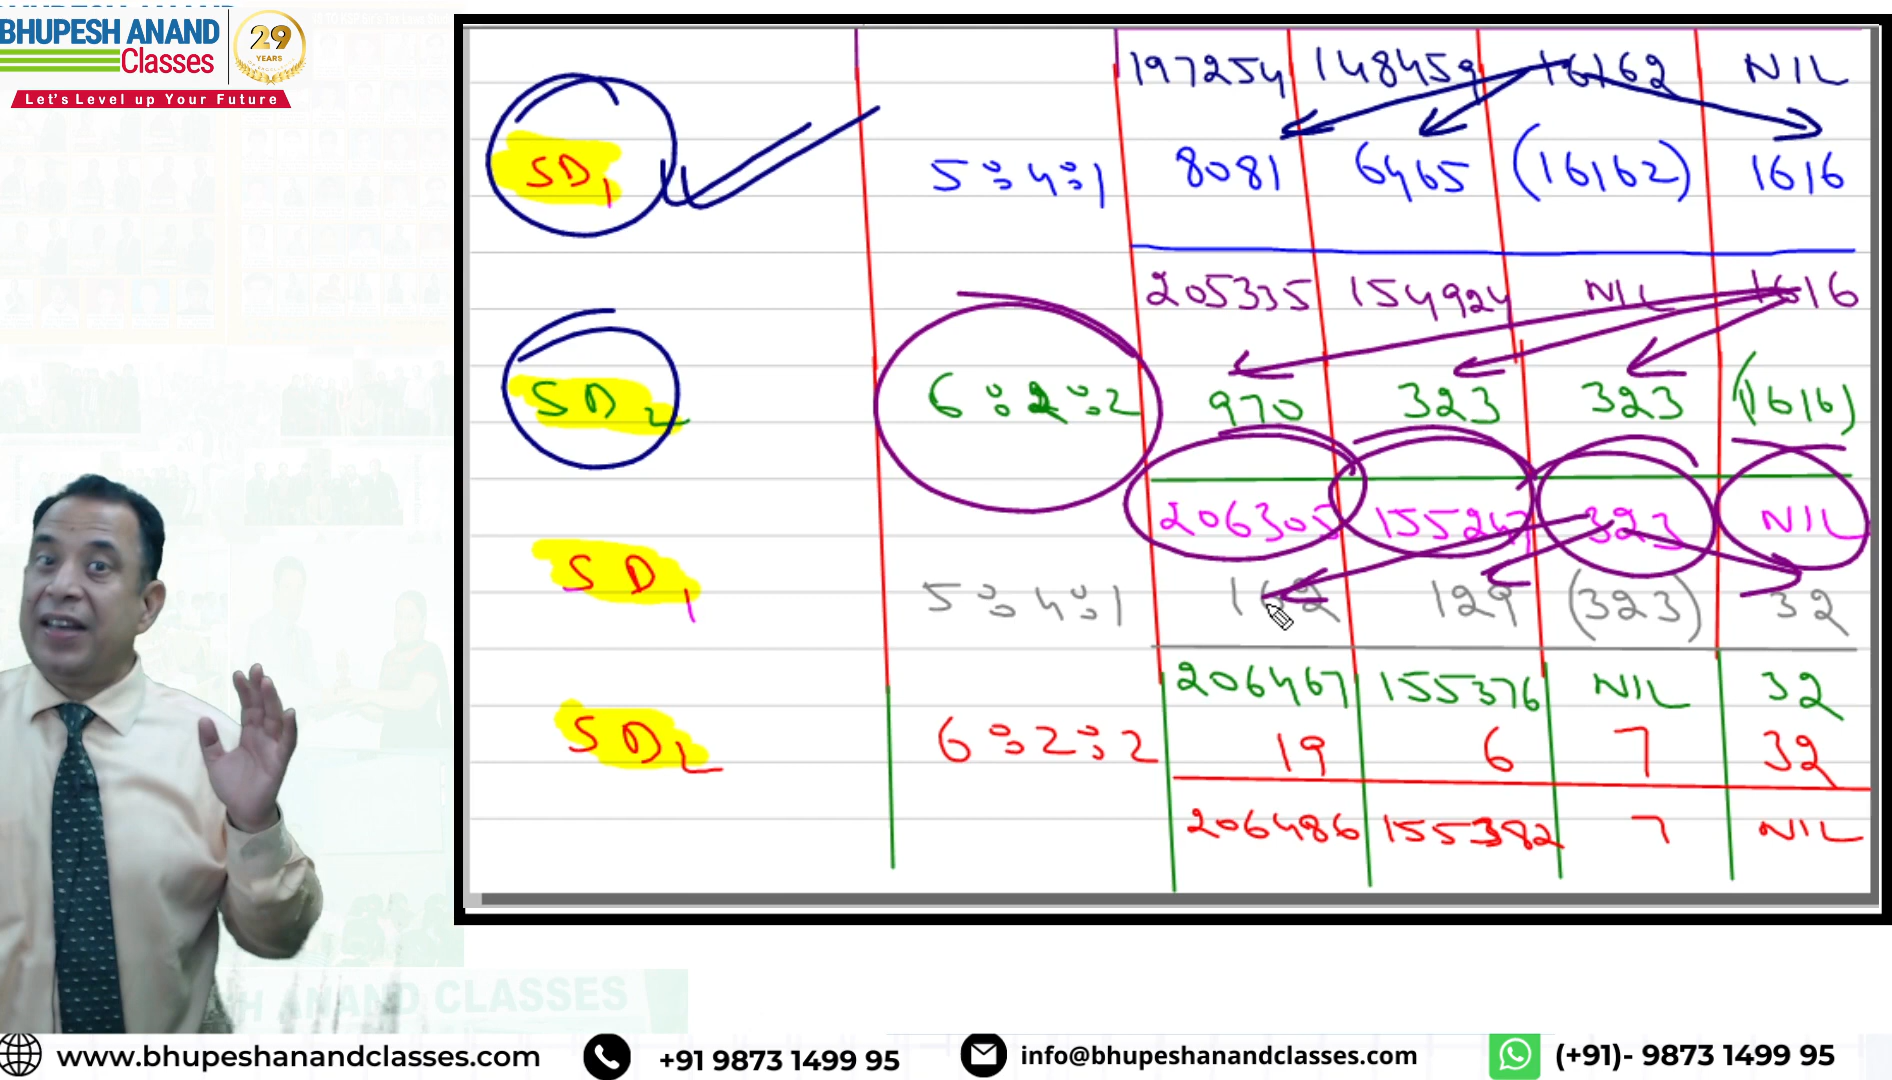 BHUPESH ANAND
Classes
29
YEARS
Let's Level up Your Future
197254 148459 16162 NIL
SD1 5:4:1 8081 6465 (16162) 1616
205335 154924 NIL 1616
SD2 6:2:2 970 323 323 (1616)
206305 155247 323 NIL
SD1 5:4:1 162 129 (323) 32
206467 155376 NIL 32
SD2 6:2:2 19 6 7 32
206486 155382 7 NIL
H ANAND CLASSES
www.bhupeshanandclasses.com +91 9873 1499 95 info@bhupeshanandclasses.com (+91)- 9873 1499 95